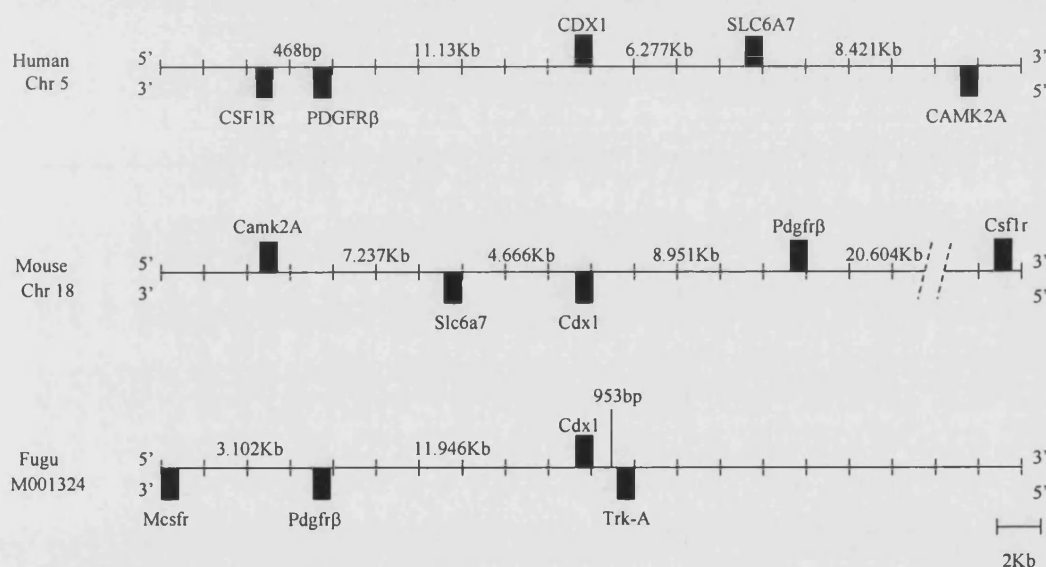 CDX1 SLC6A7
468bp 11.13Kb 6.277Kb 8.421Kb
Human 5’ 3’
Chr 5 3’ 5’
CSF1R PDGFRβ CAMK2A
Camk2A Pdgfrβ Csf1r
7.237Kb 4.666Kb 8.951Kb 20.604Kb
Mouse 5’ 3’
Chr 18 3’ 5’
Slc6a7 Cdx1
953bp
Cdx1
3.102Kb 11.946Kb
Fugu 5’ 3’
M001324 3’ 5’
Mcsfr Pdgfrβ Trk-A
2Kb